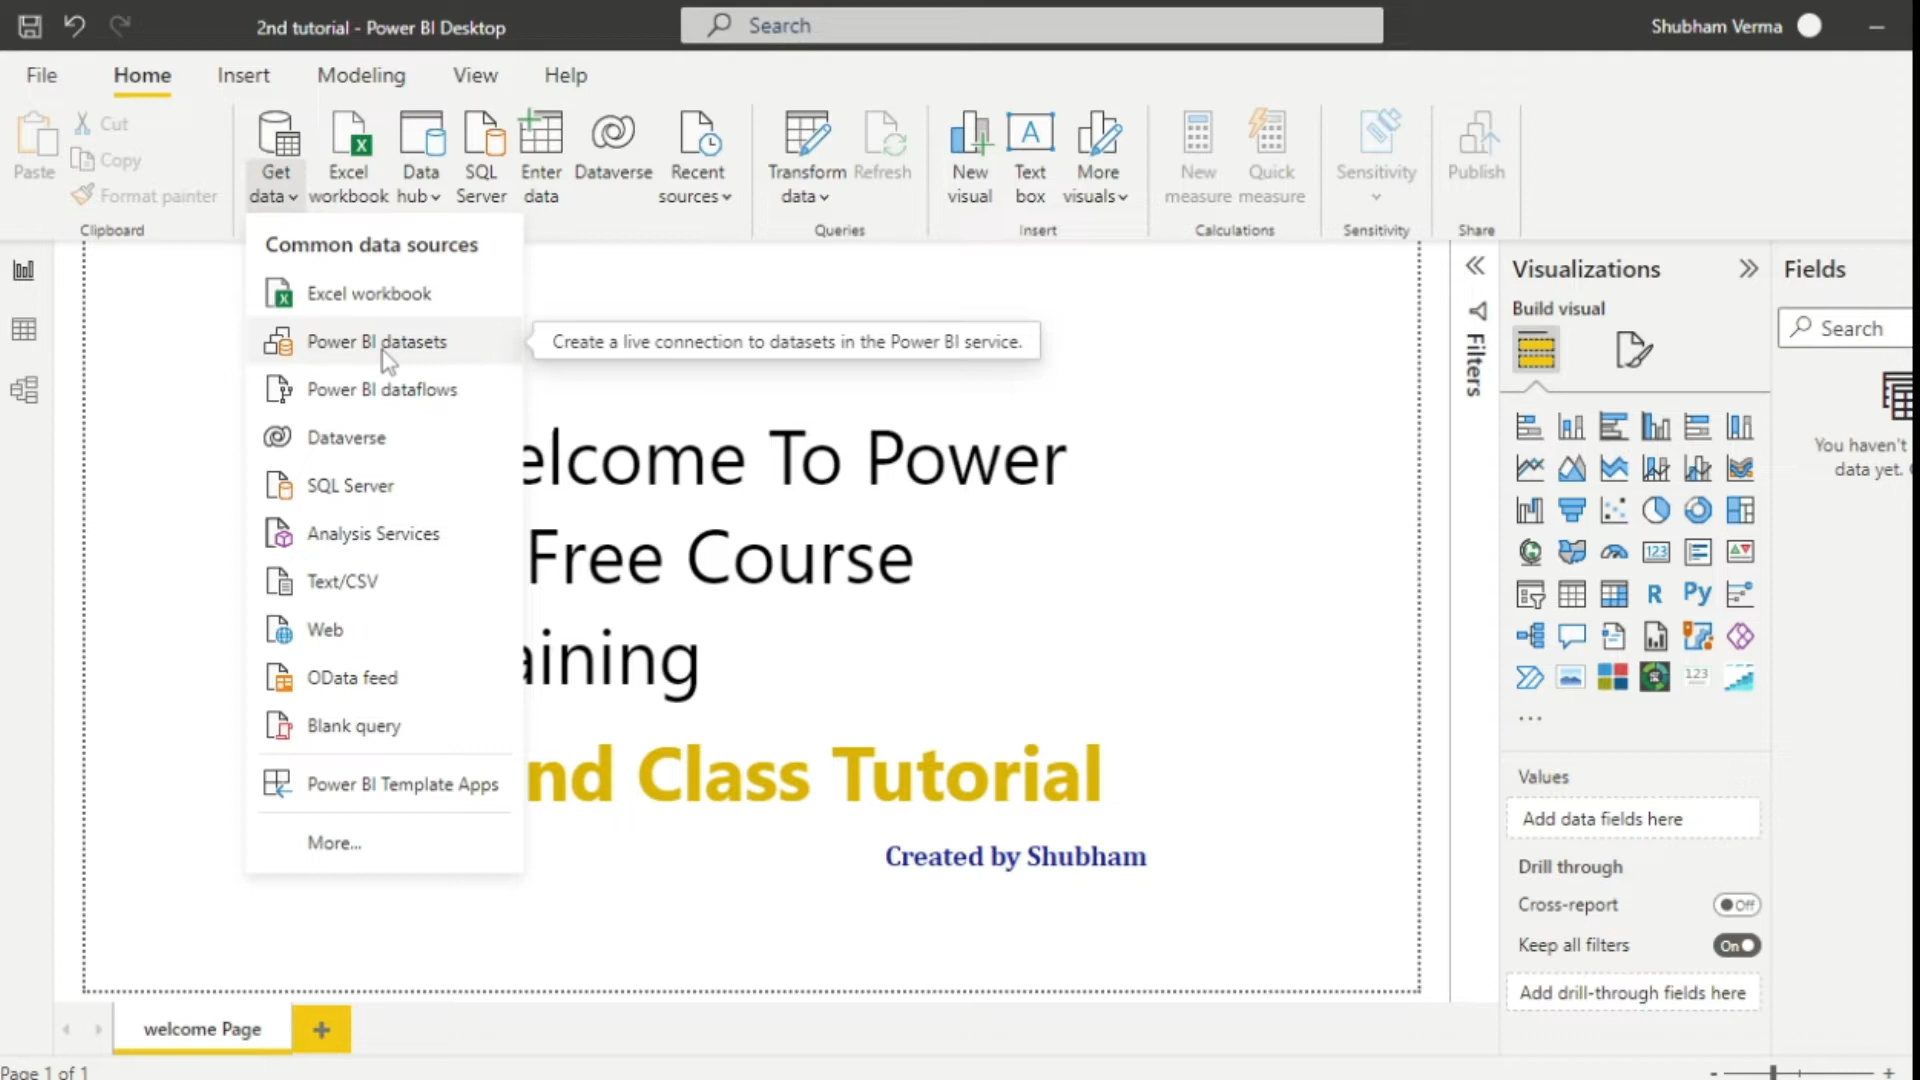 2nd tutorial - Power BI Desktop
Search
Shubham Verma
File
Home
Insert
Modeling
View
Help
Paste
Cut
Copy
Format painter
Clipboard
Get data
Excel workbook
Data hub
SQL Server
Enter data
Dataverse
Recent sources
Transform data
Refresh
Queries
New visual
Text box
More visuals
Insert
New measure
Quick measure
Calculations
Sensitivity
Sensitivity
Publish
Share
Common data sources
Excel workbook
Power BI datasets
Create a live connection to datasets in the Power BI service.
Power BI dataflows
Dataverse
SQL Server
Analysis Services
Text/CSV
Web
OData feed
Blank query
Power BI Template Apps
More...
elcome To Power
Free Course
aining
nd Class Tutorial
Created by Shubham
Filters
Visualizations
Build visual
123
R
Py
123
...
Values
Add data fields here
Drill through
Cross-report
Off
Keep all filters
On
Add drill-through fields here
Fields
Search
You haven't
data yet.
welcome Page
Page 1 of 1